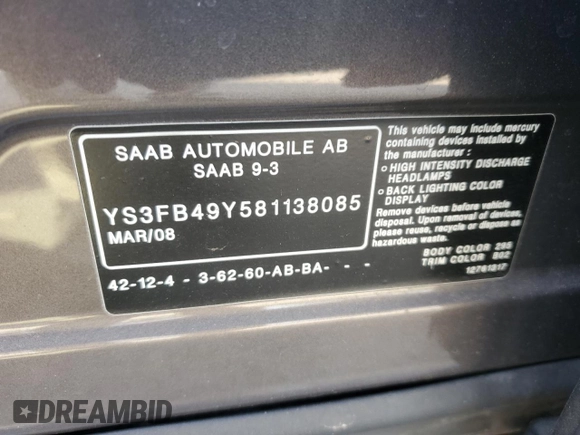 SAAB AUTOMOBILE AB
SAAB 9-3
YS3FB49Y581138085
MAR/08
42-12-4 - 3-62-60-AB-BA- - -
This vehicle may include mercury
containing devices installed by
the manufacturer :
o HIGH INTENSITY DISCHARGE
HEADLAMPS
o BACK LIGHTING COLOR
DISPLAY
Remove devices before vehicle
disposal. Upon removal of devices,
please reuse, recycle or dispose as
hazardous waste.
BODY COLOR 295
TRIM COLOR B02
12761317
DREAMBID